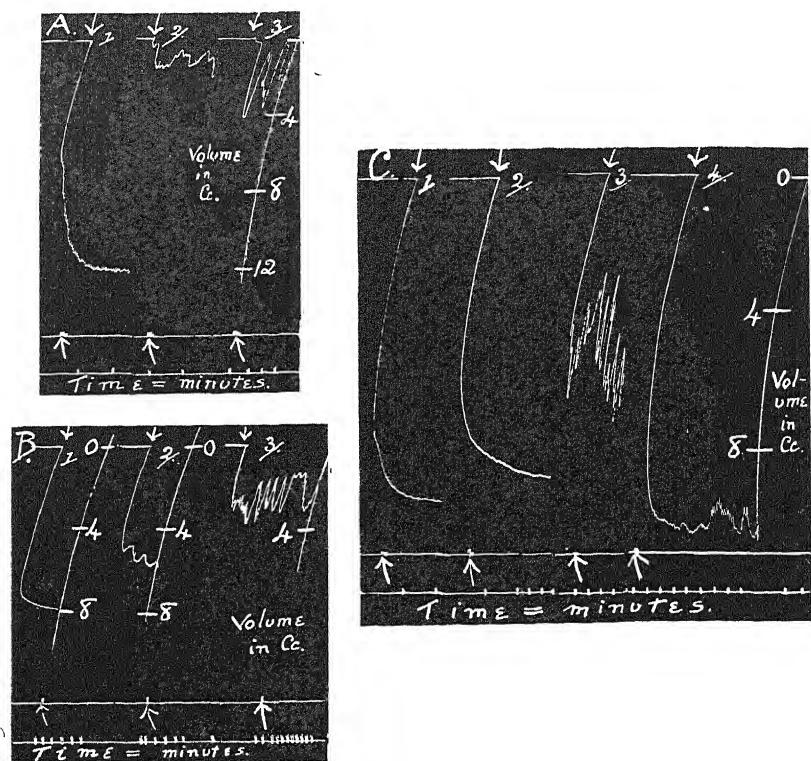 A. 1 2 3
4
Volume
in
Cc.
8
12
Time = minutes.
B. 1 0 2 0 3
4 4 4
8 8
Volume
in Cc.
Time = minutes.
C. 1 2 3 4 0
4
Vol-
ume
in
Cc.
8
Time = minutes.